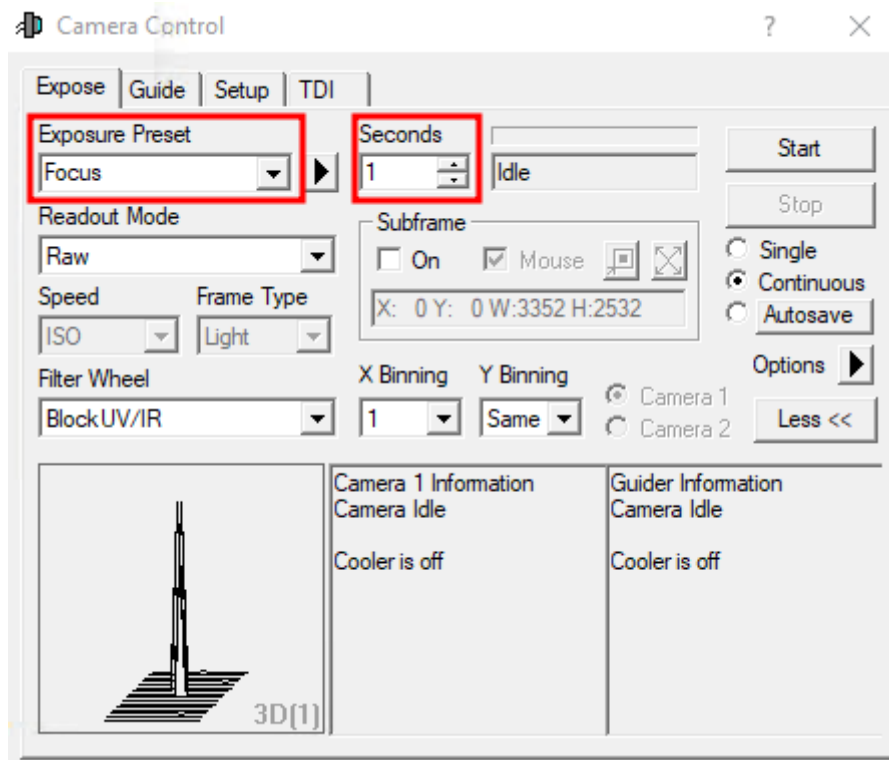 Camera Control
Expose Guide Setup TDI
Exposure Preset
Focus
Seconds
1
Idle
Start
Stop
Readout Mode
Raw
Subframe
On Mouse
X: 0 Y: 0 W:3352 H:2532
Single
Continuous
Autosave
Speed Frame Type
ISO Light
Filter Wheel
BlockUV/IR
X Binning Y Binning
1 Same
Camera 1
Camera 2
Options
Less <<
3D(1)
Camera 1 Information
Camera Idle
Cooler is off
Guider Information
Camera Idle
Cooler is off